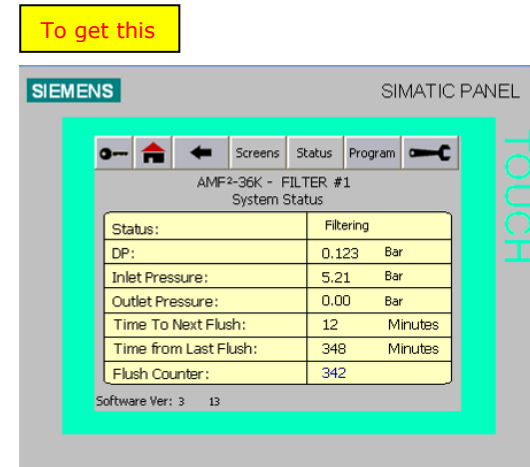 To get this
SIEMENS SIMATIC PANEL
TOUCH
Screens Status Program
AMF²-36K - FILTER #1
System Status
Status: Filtering
DP: 0.123 Bar
Inlet Pressure: 5.21 Bar
Outlet Pressure: 0.00 Bar
Time To Next Flush: 12 Minutes
Time from Last Flush: 348 Minutes
Flush Counter: 342
Software Ver: 3 13